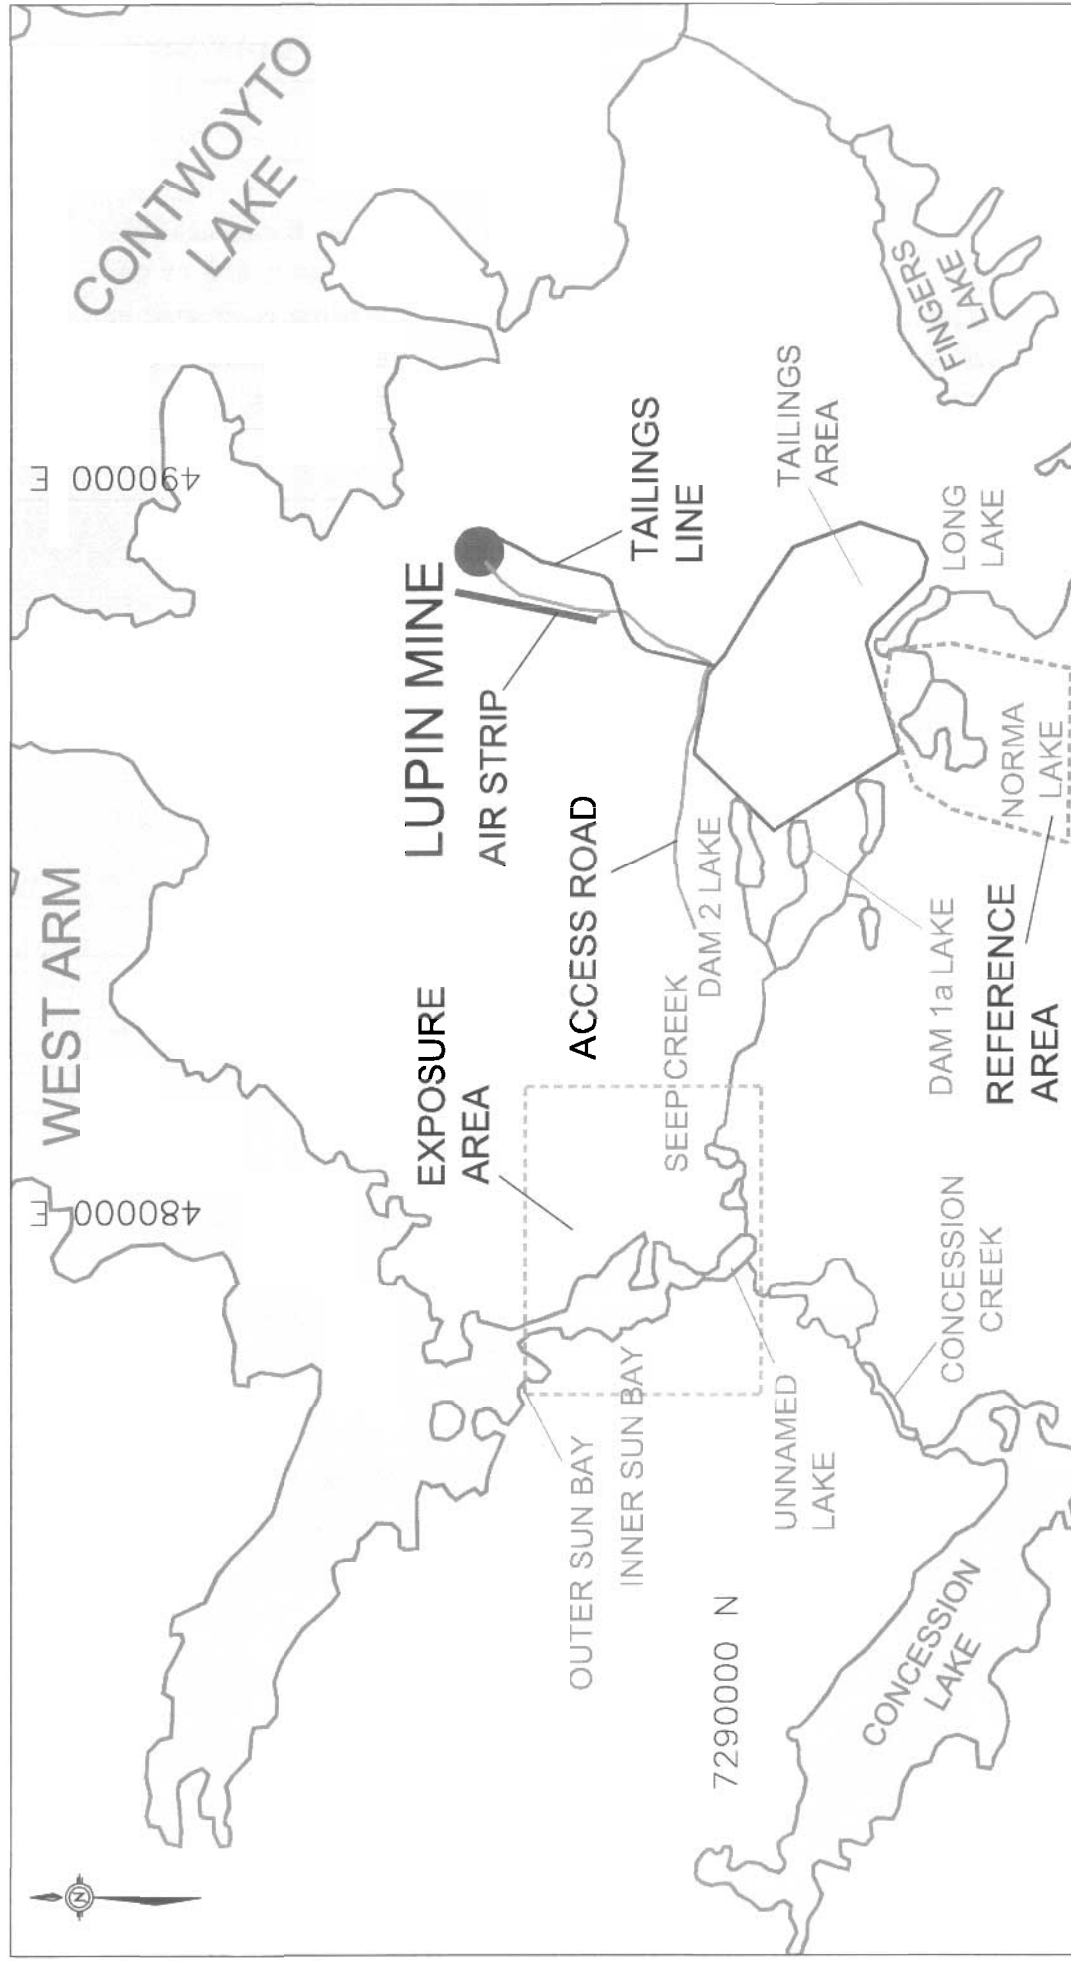 CONTWOYTO
LAKE
WEST ARM
490000 E
480000 E
LUPIN MINE
AIR STRIP
TAILINGS
LINE
EXPOSURE
AREA
ACCESS ROAD
TAILINGS
AREA
FINGERS
LAKE
LONG
LAKE
SEEP CREEK
DAM 2 LAKE
NORMA
LAKE
DAM 1a LAKE
REFERENCE
AREA
OUTER SUN BAY
INNER SUN BAY
UNNAMED
LAKE
CONCESSION
CREEK
7290000 N
CONCESSION
LAKE
N